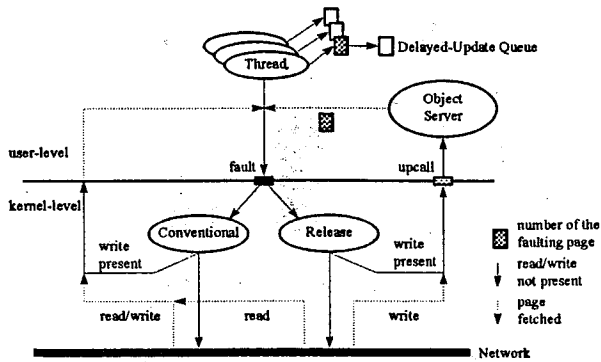 Delayed-Update Queue
Thread
Object
Server
user-level
fault
upcall
kernel-level
Conventional
Release
write
present
write
present
number of the
faulting page
read/write
not present
page
fetched
read/write
read
write
Network